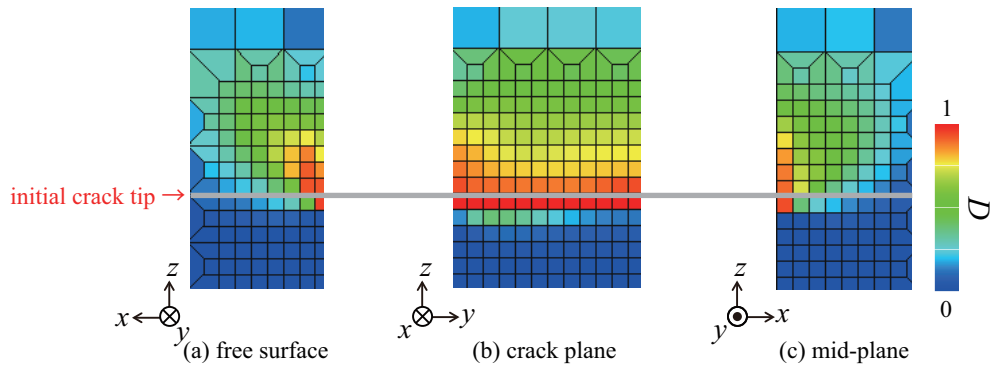 initial crack tip →
1
D
0
z
x
y
(a) free surface
z
x
y
(b) crack plane
z
y
x
(c) mid-plane